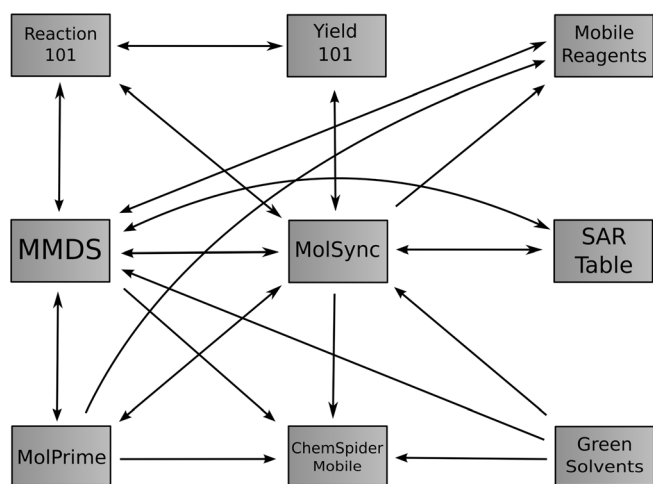 Reaction
101
Yield
101
Mobile
Reagents
MMDS
MolSync
SAR
Table
MolPrime
ChemSpider
Mobile
Green
Solvents